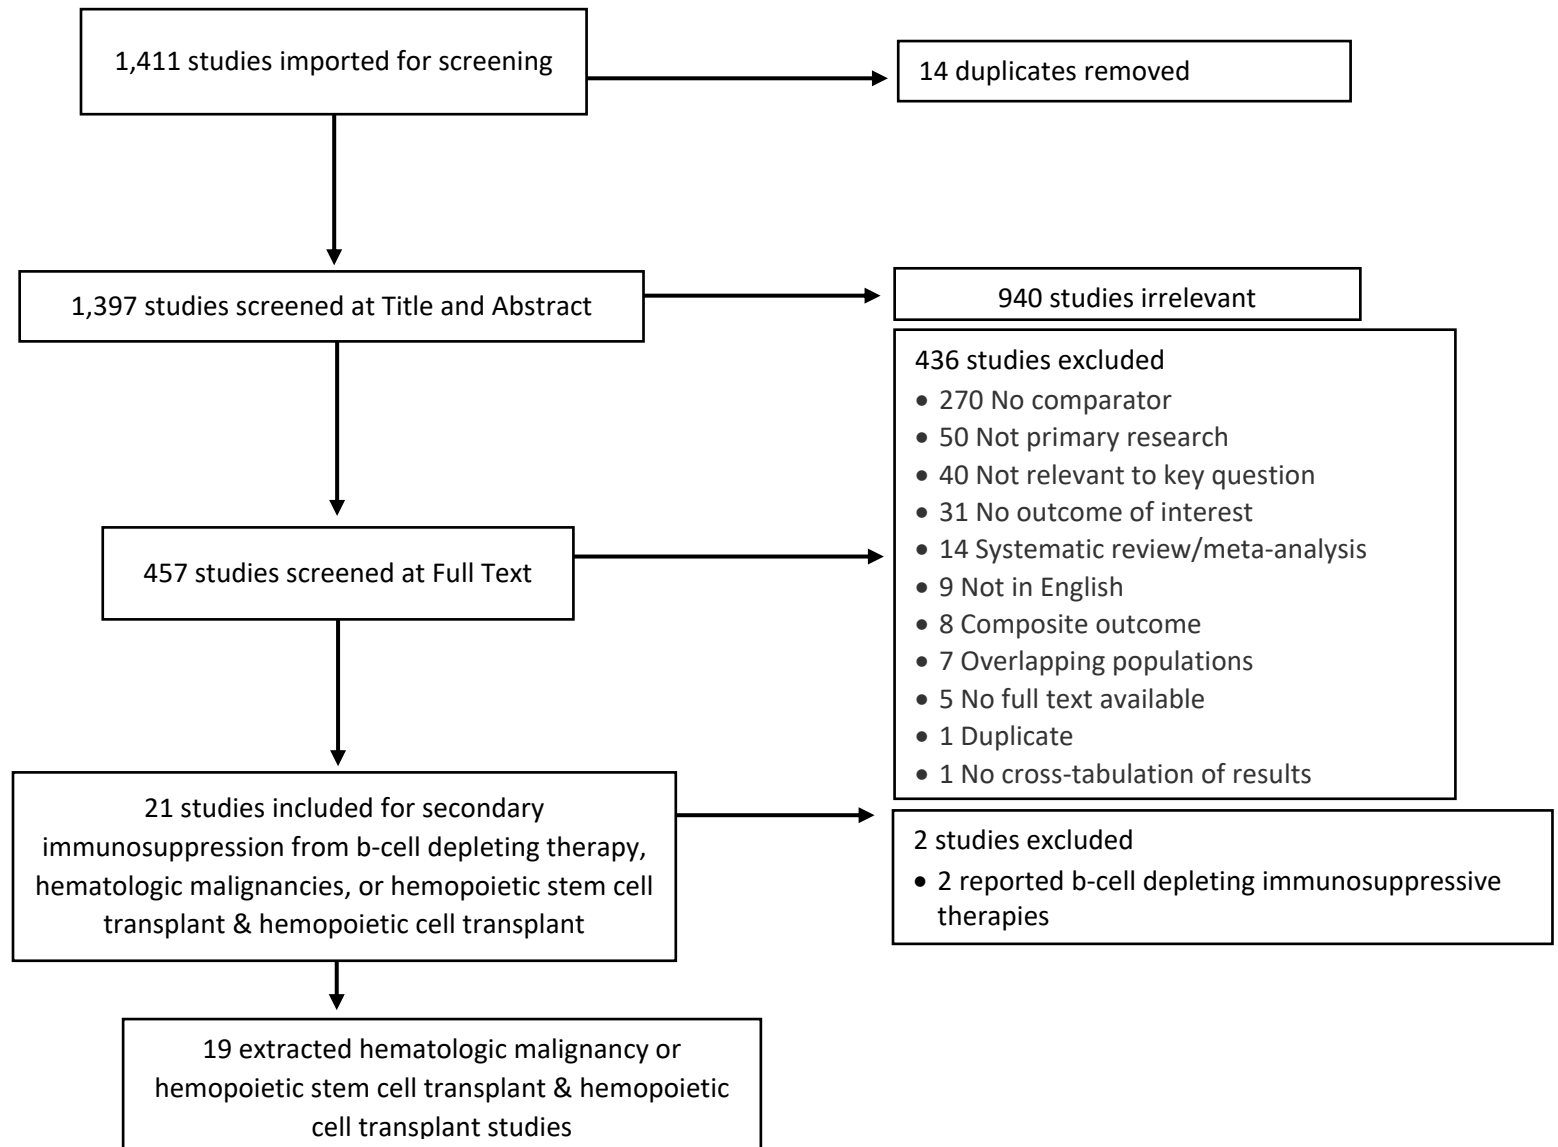 1,411 studies imported for screening
14 duplicates removed
1,397 studies screened at Title and Abstract
940 studies irrelevant
457 studies screened at Full Text
436 studies excluded
• 270 No comparator
• 50 Not primary research
• 40 Not relevant to key question
• 31 No outcome of interest
• 14 Systematic review/meta-analysis
• 9 Not in English
• 8 Composite outcome
• 7 Overlapping populations
• 5 No full text available
• 1 Duplicate
• 1 No cross-tabulation of results
21 studies included for secondary
immunosuppression from b-cell depleting therapy,
hematologic malignancies, or hemopoietic stem cell
transplant & hemopoietic cell transplant
2 studies excluded
• 2 reported b-cell depleting immunosuppressive
therapies
19 extracted hematologic malignancy or
hemopoietic stem cell transplant & hemopoietic
cell transplant studies